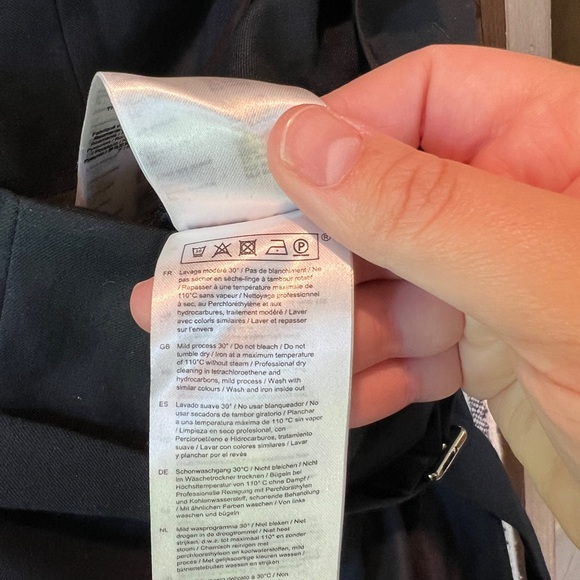 ®
FR Lavage modéré 30° / Pas de blanchiment / Ne
pas sécher en sèche-linge à tambour rotatif
/ Repasser à une température maximale de
110°C sans vapeur / Nettoyage professionnel
à sec, au Perchloréthylène et aux
hydrocarbures, traitement modéré / Laver
avec coloris similaires / Laver et repasser
sur l'envers
GB Mild process 30° / Do not bleach / Do not
tumble dry / Iron at a maximum temperature
of 110°C without steam / Professional dry
cleaning in tetrachloroethene and
hydrocarbons, mild process / Wash with
similar colours / Wash and iron inside out
ES Lavado suave 30° / No usar blanqueador / No
usar secadora de tambor giratorio / Planchar
a una temperatura máxima de 110 °C sin vapor
/ Limpieza en seco profesional, con
Percloroetileno e Hidrocarburos, tratamiento
suave / Lavar con colores similares / Lavar
y planchar por el revés
DE Schonwaschgang 30°C / Nicht bleichen / Nicht
im Wäschetrockner trocknen / Bügeln bei
Höchsttemperatur von 110°C ohne Dampf /
Professionelle Reinigung mit Perchloräthylen
und Kohlenwasserstoff, schonende Behandlung
/ Mit ähnlichen Farben waschen / Von links
waschen und bügeln
NL Mild wasprogramma 30° / Niet bleken / Niet
drogen in de droogtrommel / Niet heet
strijken, d.w.z. tot maximaal 110°C en zonder
stoom / Chemisch reinigen met
perchloorethyleen en koolwaterstoffen, mild
proces / Met gelijksoortige kleuren wassen /
binnenstebuiten wassen en strijken
delicato a 30°C / Non